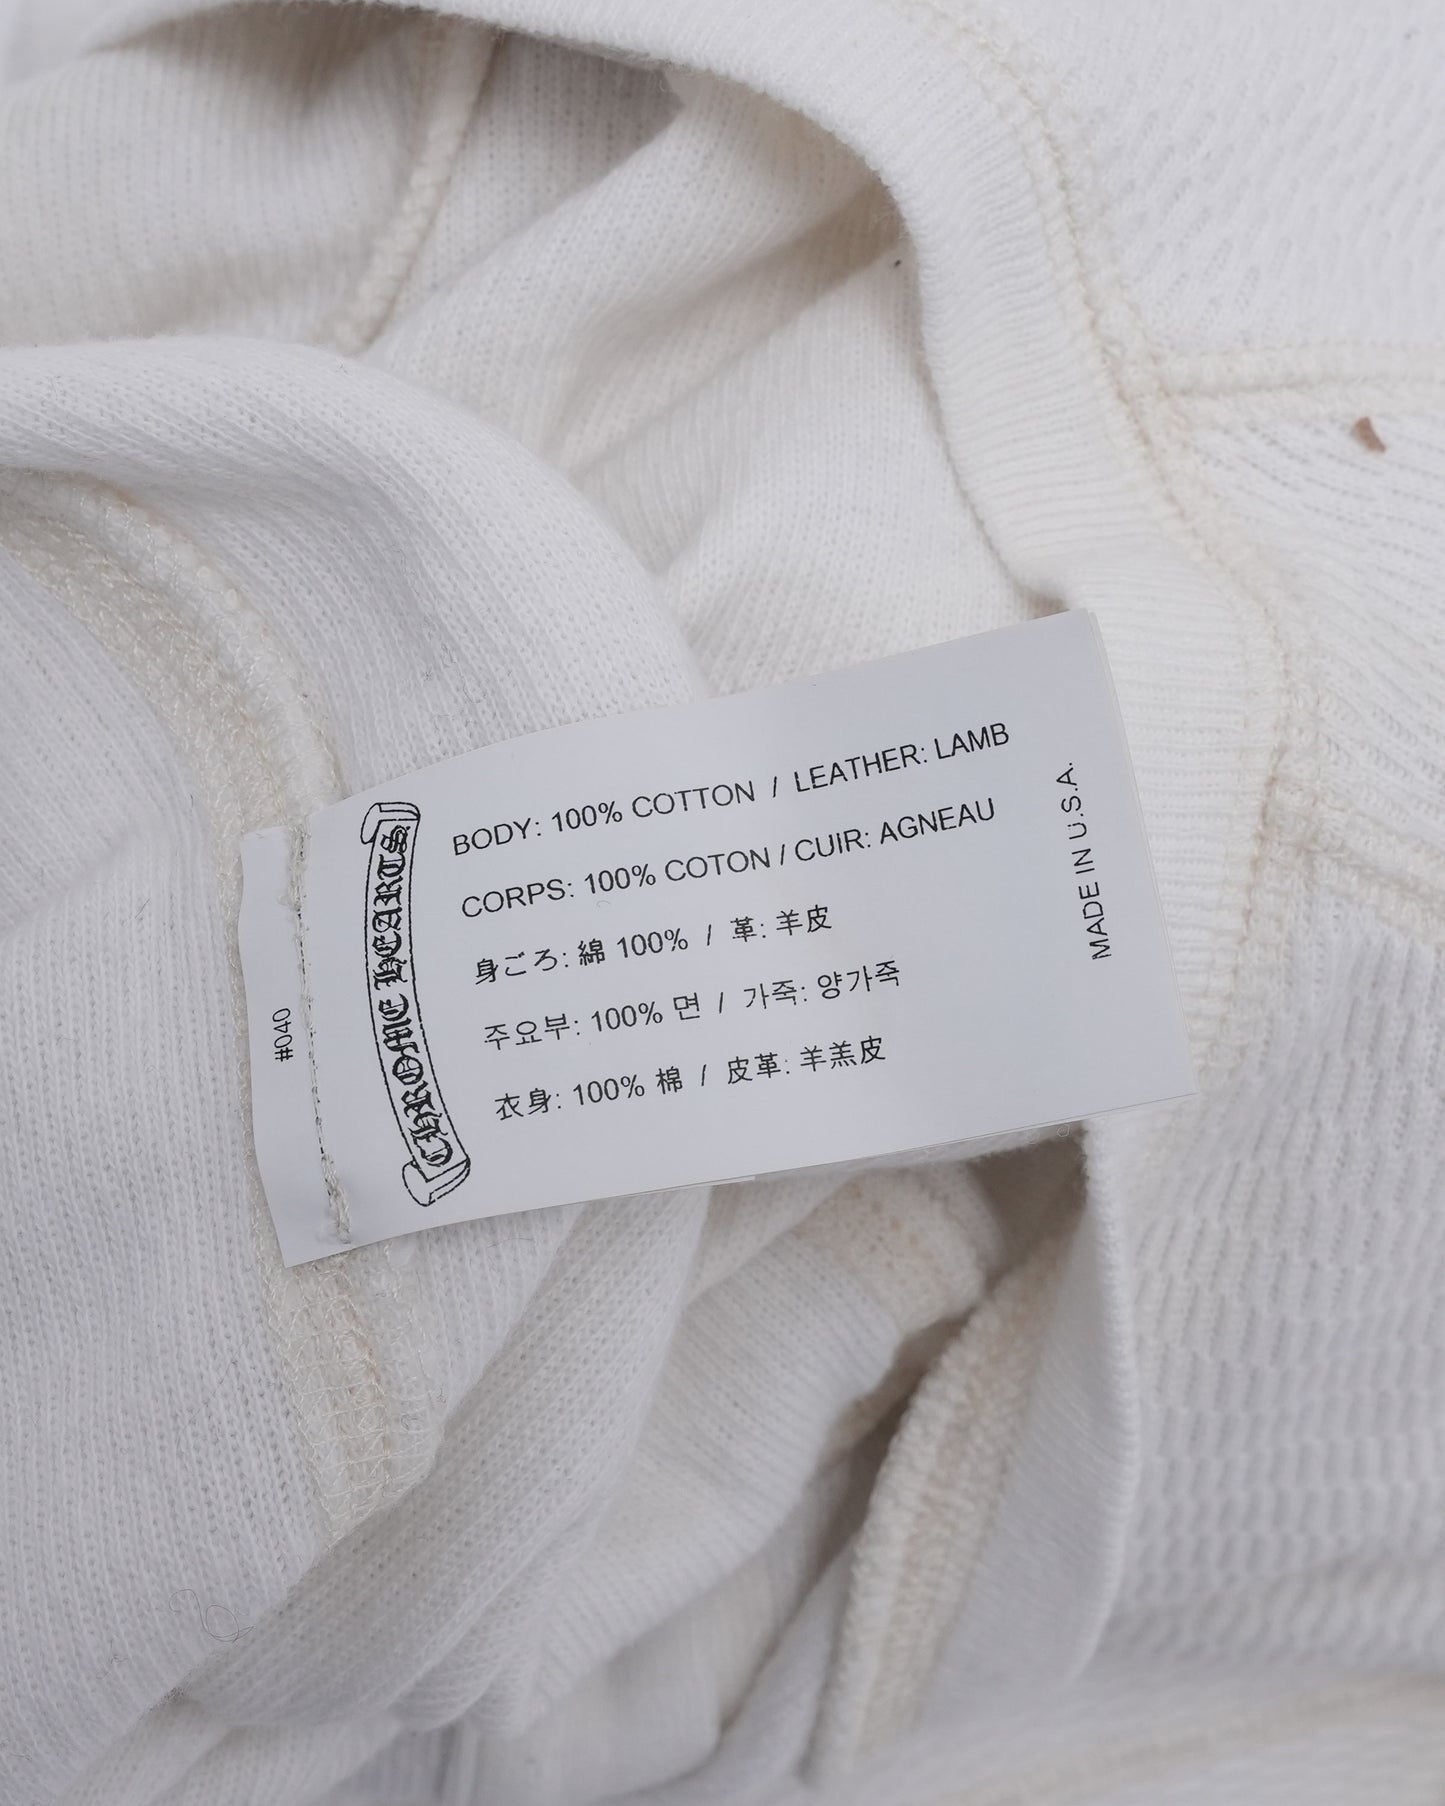 #040
CHROME HEARTS
BODY: 100% COTTON / LEATHER: LAMB
CORPS: 100% COTON / CUIR: AGNEAU
身ごろ: 綿 100% / 革: 羊皮
주요부: 100% 면 / 가죽: 양가죽
衣身: 100% 棉 / 皮革: 羊羔皮
MADE IN U.S.A.